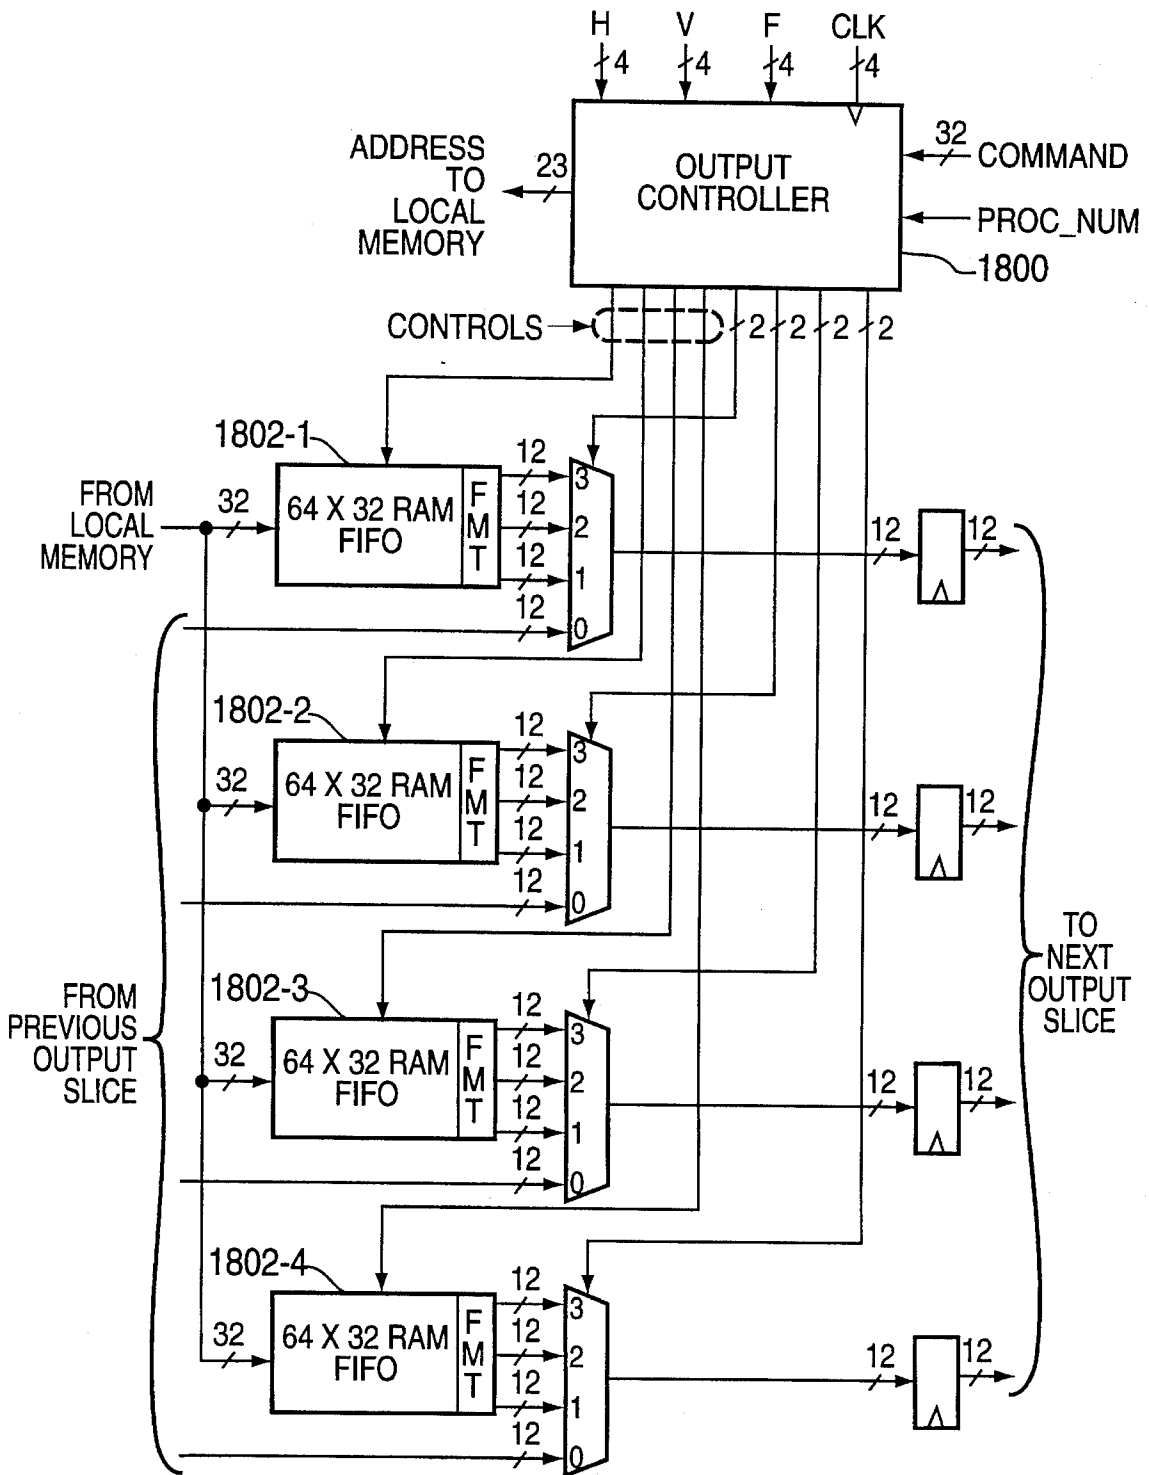 H V F CLK
4 4 4 4
ADDRESS
TO
LOCAL
MEMORY
23
OUTPUT
CONTROLLER
32 COMMAND
PROC_NUM
1800
CONTROLS
2 2 2 2
1802-1
FROM
LOCAL
MEMORY
32
64 X 32 RAM
FIFO
FMT
12
12
12
12
3
2
1
0
12 12
1802-2
32
64 X 32 RAM
FIFO
FMT
12
12
12
12
3
2
1
0
12 12
FROM
PREVIOUS
OUTPUT
SLICE
1802-3
32
64 X 32 RAM
FIFO
FMT
12
12
12
12
3
2
1
0
12 12
TO
NEXT
OUTPUT
SLICE
1802-4
32
64 X 32 RAM
FIFO
FMT
12
12
12
12
3
2
1
0
12 12